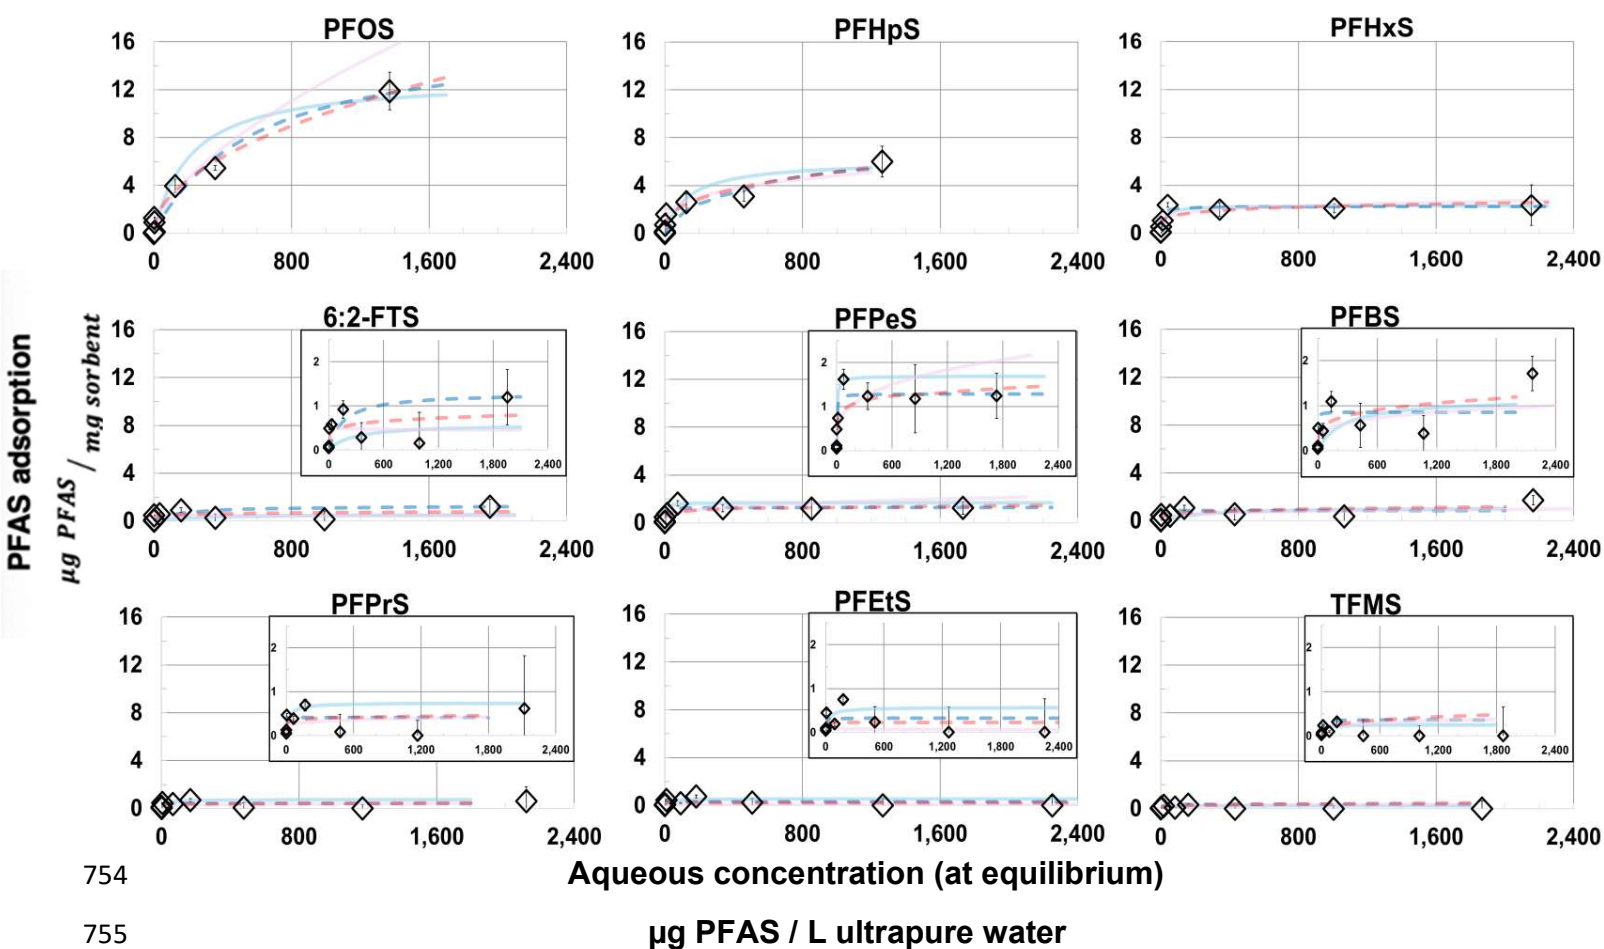 PFOS
PFHpS
PFHxS
16
12
8
4
0
0 800 1,600 2,400
16
12
8
4
0
0 800 1,600 2,400
16
12
8
4
0
0 800 1,600 2,400
PFAS adsorption
µg PFAS / mg sorbent
6:2-FTS
PFPeS
PFBS
16
12
8
4
0
0 800 1,600 2,400
2
1
0
0 600 1,200 1,800 2,400
16
12
8
4
0
0 800 1,600 2,400
2
1
0
0 600 1,200 1,800 2,400
16
12
8
4
0
0 800 1,600 2,400
2
1
0
0 600 1,200 1,800 2,400
PFPrS
PFEtS
TFMS
16
12
8
4
0
0 800 1,600 2,400
2
1
0
0 600 1,200 1,800 2,400
16
12
8
4
0
0 800 1,600 2,400
2
1
0
0 600 1,200 1,800 2,400
16
12
8
4
0
0 800 1,600 2,400
2
1
0
0 600 1,200 1,800 2,400
754 Aqueous concentration (at equilibrium)
755 µg PFAS / L ultrapure water